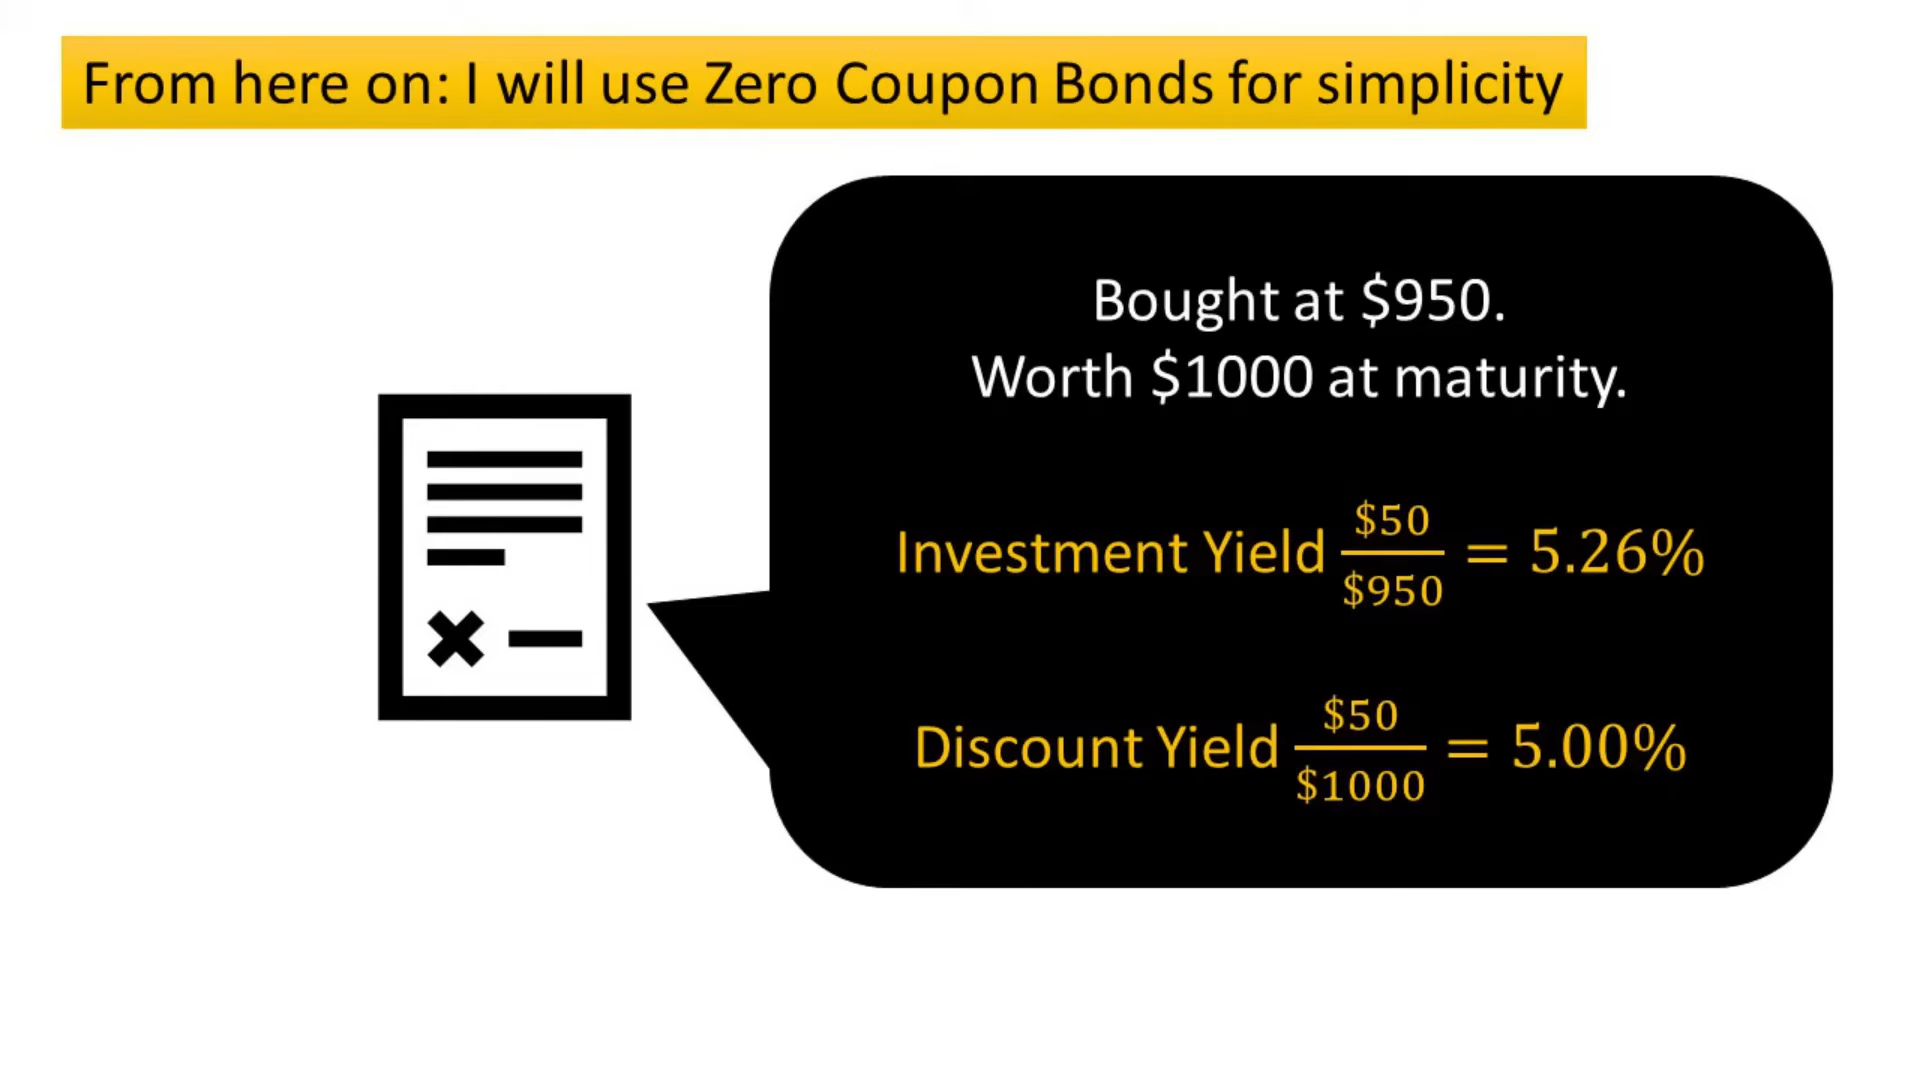 From here on: I will use Zero Coupon Bonds for simplicity
Bought at $950.
Worth $1000 at maturity.
Investment Yield $50/$950 = 5.26%
Discount Yield $50/$1000 = 5.00%